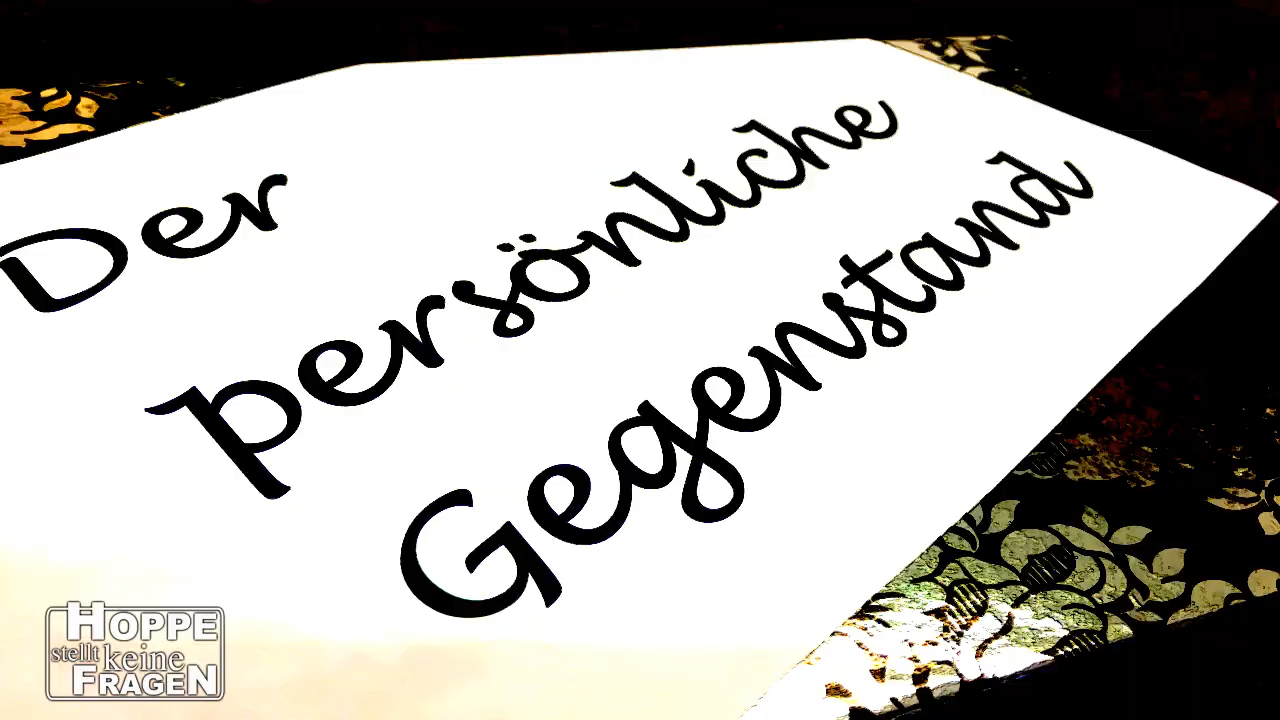 Der
persönliche
Gegenstand
HOPPE
stellt keine
FRAGEN